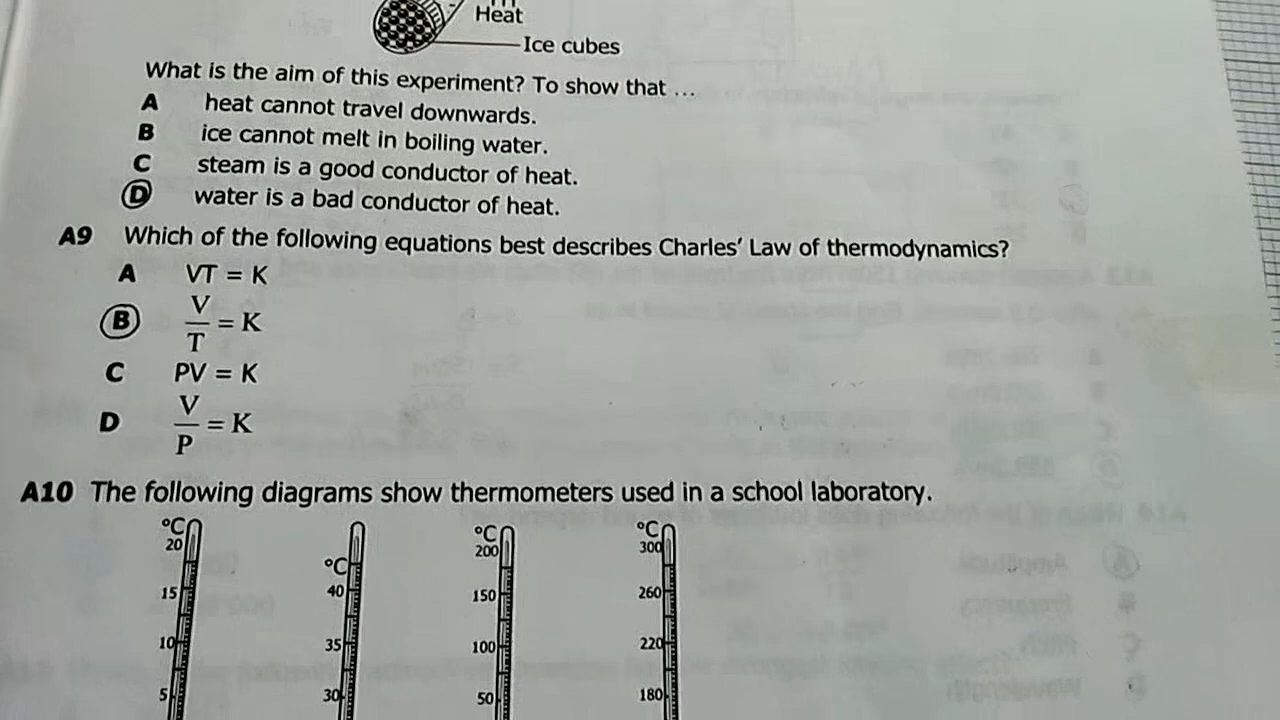 Heat
Ice cubes
What is the aim of this experiment? To show that ...
A heat cannot travel downwards.
B ice cannot melt in boiling water.
C steam is a good conductor of heat.
D water is a bad conductor of heat.
A9 Which of the following equations best describes Charles' Law of thermodynamics?
A VT = K
B V/T = K
C PV = K
D V/P = K
A10 The following diagrams show thermometers used in a school laboratory.
°C °C °C °C
20 200 300
15 40 150 260
10 35 100 220
5 30 50 180